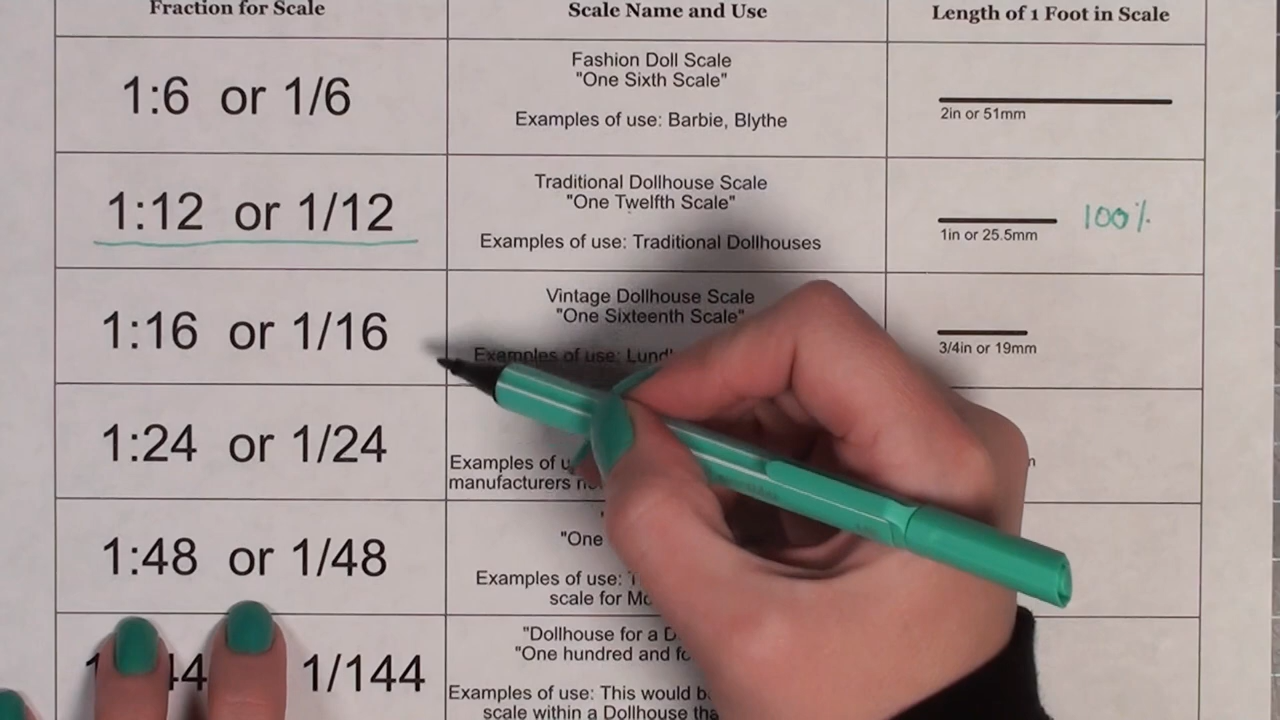 Fraction for Scale
Scale Name and Use
Length of 1 Foot in Scale
1:6 or 1/6
Fashion Doll Scale
"One Sixth Scale"
Examples of use: Barbie, Blythe
2in or 51mm
1:12 or 1/12
Traditional Dollhouse Scale
"One Twelfth Scale"
Examples of use: Traditional Dollhouses
1in or 25.5mm
100%
1:16 or 1/16
Vintage Dollhouse Scale
"One Sixteenth Scale"
Examples of use:
3/4in or 19mm
1:24 or 1/24
Examples of
manufacturers
1:48 or 1/48
"One
Examples of use:
scale for
1/144
"Dollhouse for a
"One hundred and
Examples of use: This would
scale within a Dollhouse